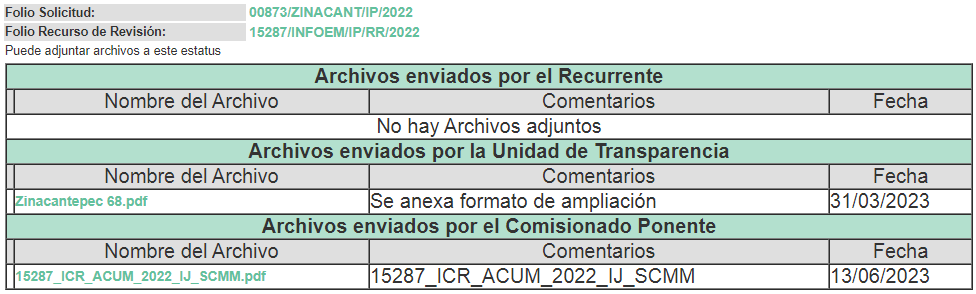 Folio Solicitud: 00873/ZINACANT/IP/2022
Folio Recurso de Revisión: 15287/INFOEM/IP/RR/2022
Puede adjuntar archivos a este estatus
Archivos enviados por el Recurrente
Nombre del Archivo Comentarios Fecha
No hay Archivos adjuntos
Archivos enviados por la Unidad de Transparencia
Nombre del Archivo Comentarios Fecha
Zinacantepec 68.pdf Se anexa formato de ampliación 31/03/2023
Archivos enviados por el Comisionado Ponente
Nombre del Archivo Comentarios Fecha
15287_ICR_ACUM_2022_IJ_SCMM.pdf 15287_ICR_ACUM_2022_IJ_SCMM 13/06/2023